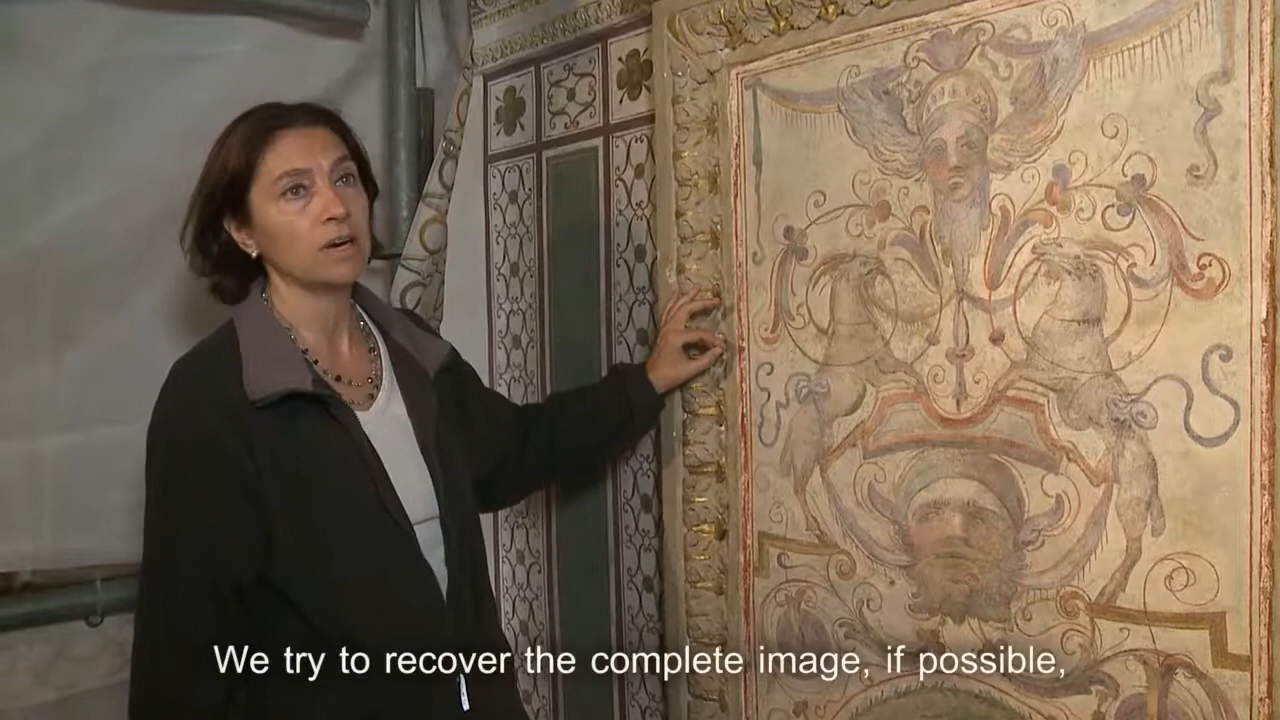 We try to recover the complete image, if possible,